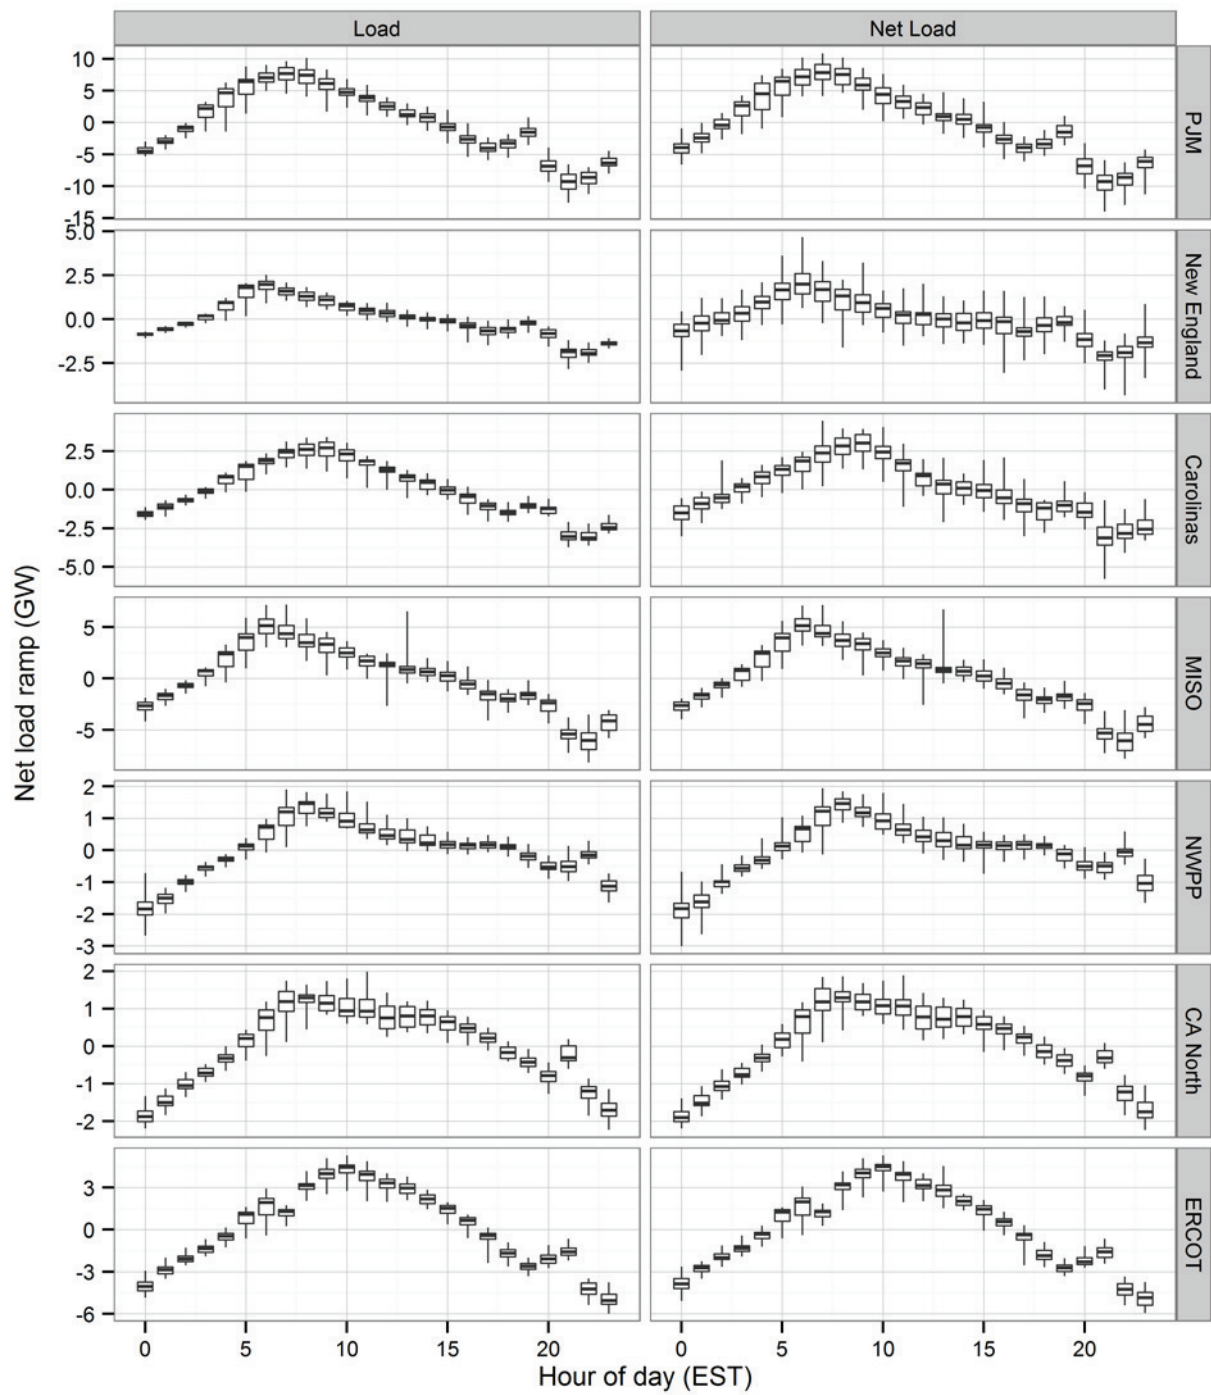 Load
Net Load
10
5
0
-5
-10
-15
PJM
5.0
2.5
0.0
-2.5
New England
2.5
0.0
-2.5
-5.0
Carolinas
5
0
-5
MISO
2
1
0
-1
-2
-3
NWPP
2
1
0
-1
-2
CA North
3
0
-3
-6
ERCOT
Net load ramp (GW)
0 5 10 15 20
0 5 10 15 20
Hour of day (EST)